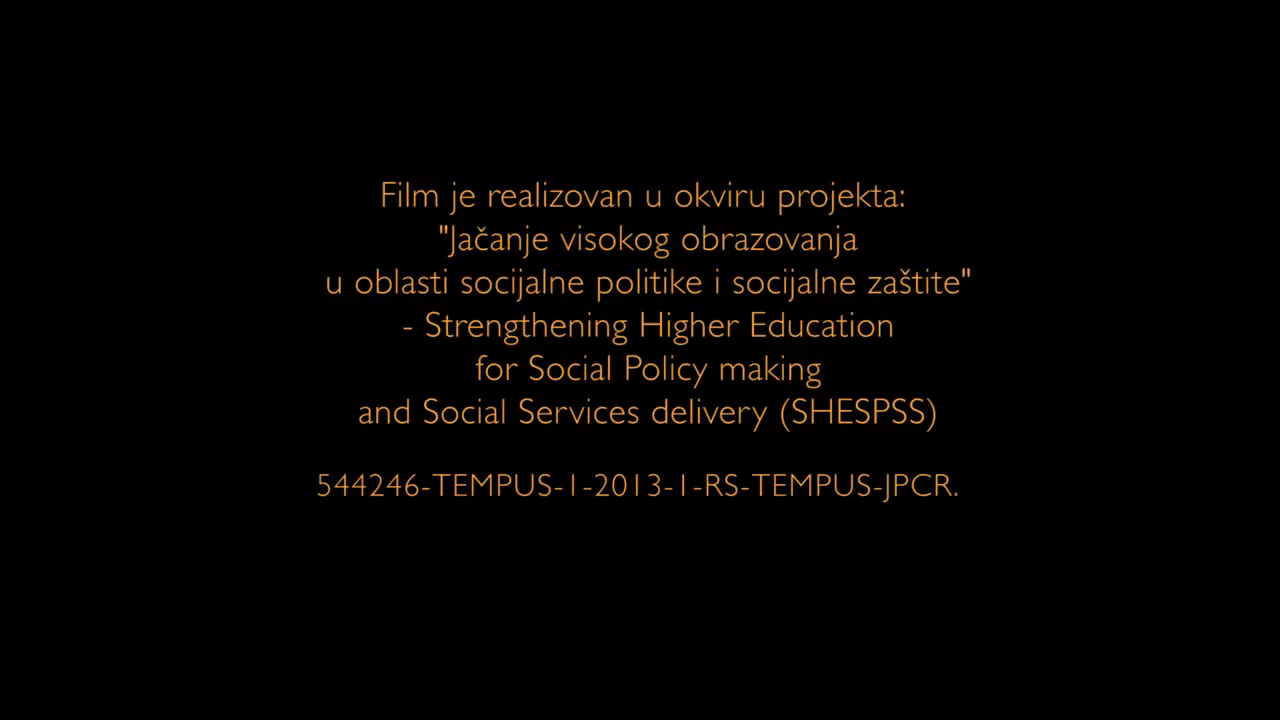 Film je realizovan u okviru projekta:
"Jačanje visokog obrazovanja
u oblasti socijalne politike i socijalne zaštite"
- Strengthening Higher Education
for Social Policy making
and Social Services delivery (SHESPSS)
544246-TEMPUS-1-2013-1-RS-TEMPUS-JPCR.